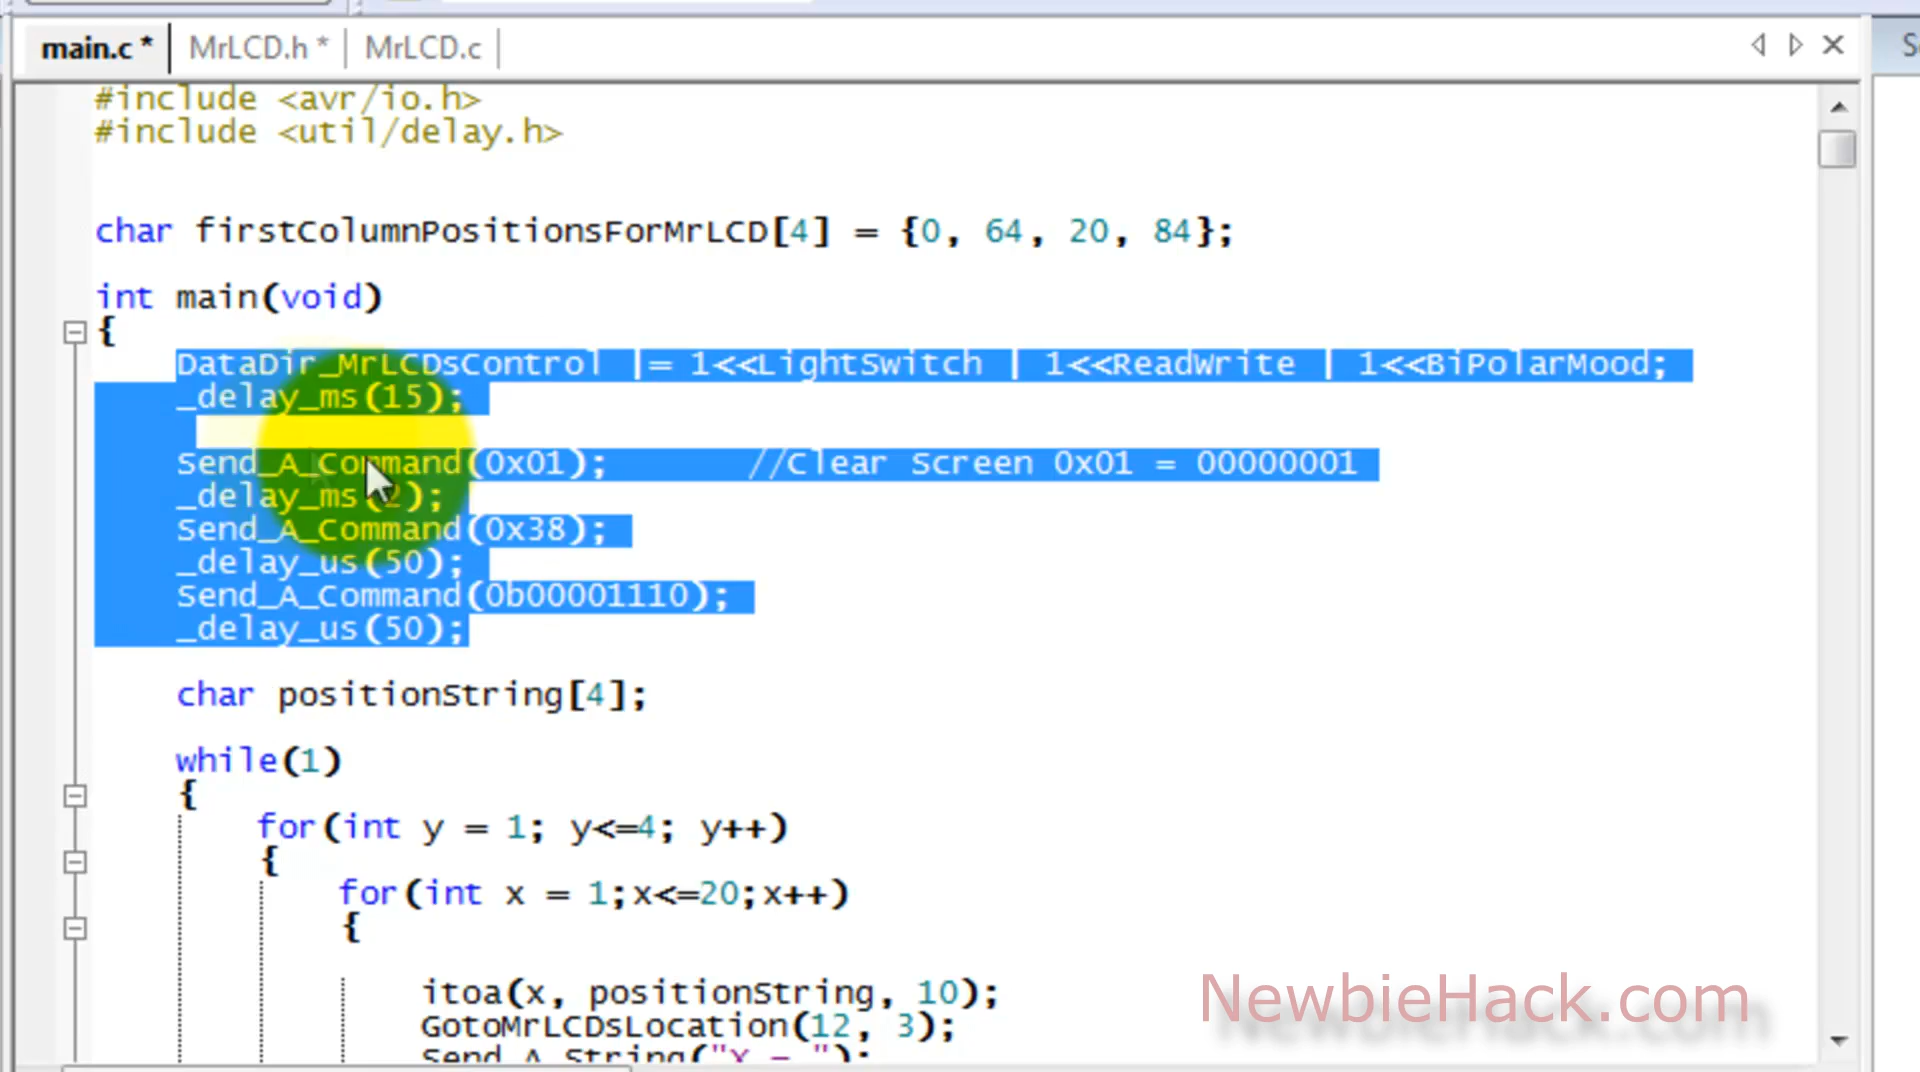 main.c * MrLCD.h * MrLCD.c
#include <avr/io.h>
#include <util/delay.h>
char firstColumnPositionsForMrLCD[4] = {0, 64, 20, 84};
int main(void)
{
DataDir_MrLCDsControl |= 1<<LightSwitch | 1<<ReadWrite | 1<<BiPolarMood;
_delay_ms(15);
Send_A_Command(0x01); //Clear Screen 0x01 = 00000001
_delay_ms(2);
Send_A_Command(0x38);
_delay_us(50);
Send_A_Command(0b00001110);
_delay_us(50);
char positionString[4];
while(1)
{
for(int y = 1; y<=4; y++)
{
for(int x = 1;x<=20;x++)
{
itoa(x, positionString, 10);
GotoMrLCDsLocation(12, 3);
Send_A_String("X = ");
NewbieHack.com